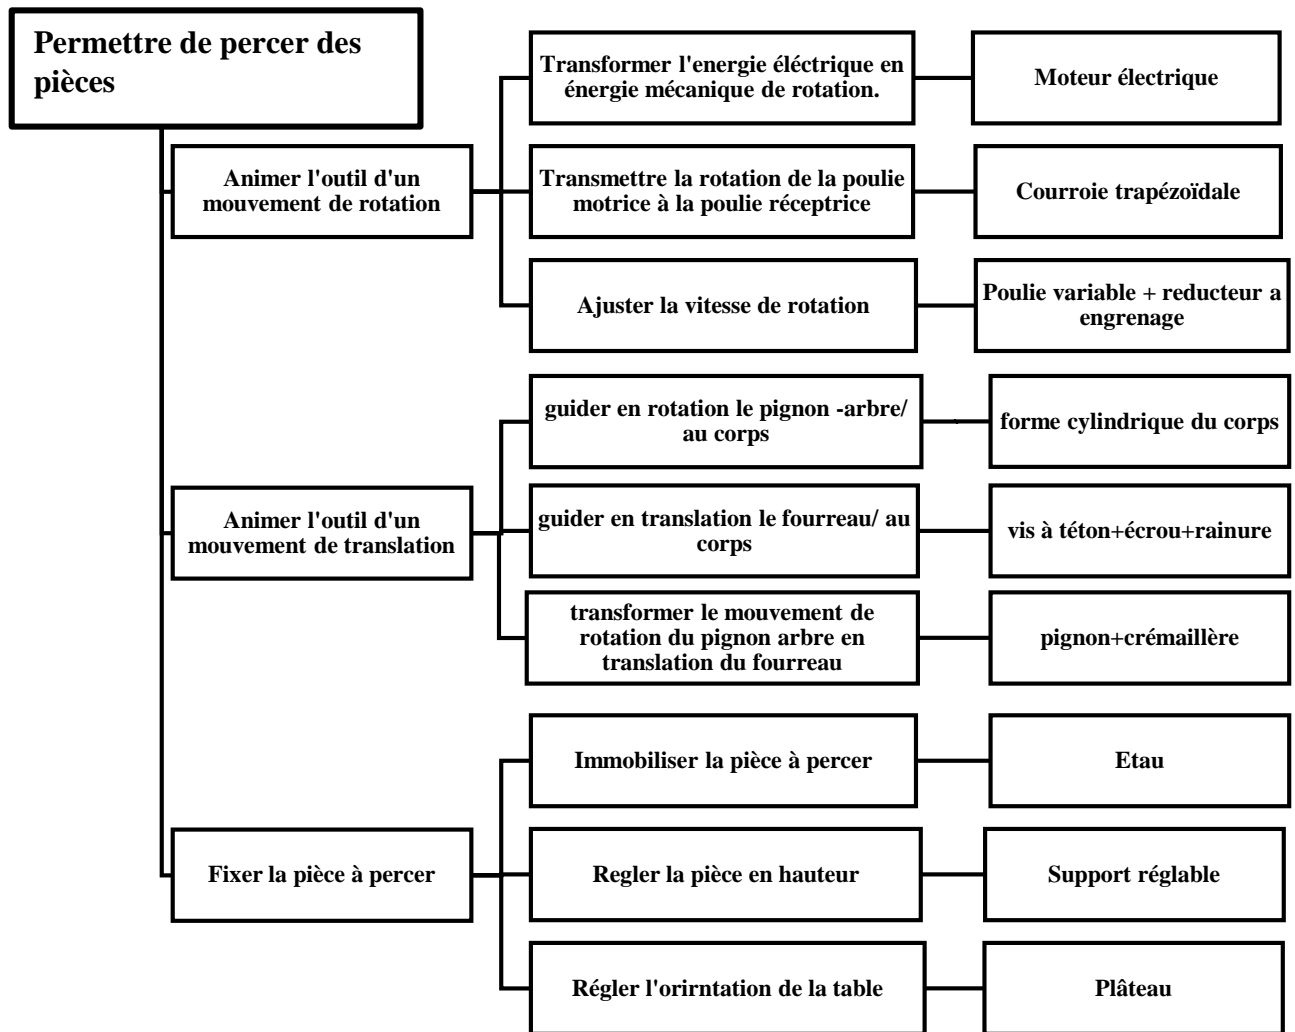 Permettre de percer des
pièces
Transformer l'energie éléctrique en
énergie mécanique de rotation.
Moteur électrique
Animer l'outil d'un
mouvement de rotation
Transmettre la rotation de la poulie
motrice à la poulie réceptrice
Courroie trapézoïdale
Ajuster la vitesse de rotation
Poulie variable + reducteur a
engrenage
guider en rotation le pignon -arbre/
au corps
forme cylindrique du corps
Animer l'outil d'un
mouvement de translation
guider en translation le fourreau/ au
corps
vis à téton+écrou+rainure
transformer le mouvement de
rotation du pignon arbre en
translation du fourreau
pignon+crémaillère
Immobiliser la pièce à percer
Etau
Fixer la pièce à percer
Regler la pièce en hauteur
Support réglable
Régler l'orirntation de la table
Plâteau